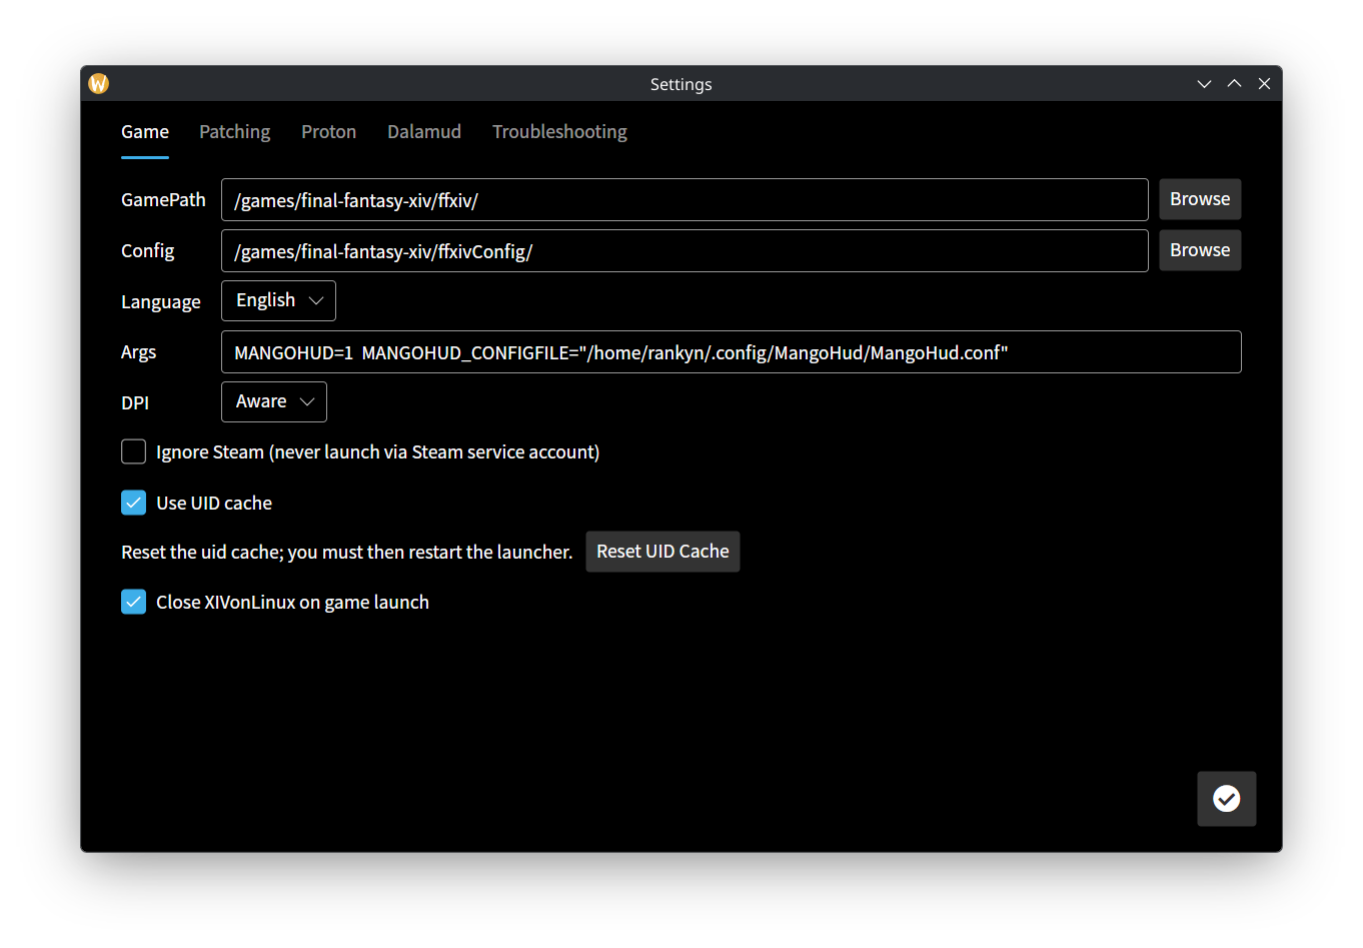 Settings
Game Patching Proton Dalamud Troubleshooting
GamePath /games/final-fantasy-xiv/ffxiv/ Browse
Config /games/final-fantasy-xiv/ffxivConfig/ Browse
Language English
Args MANGOHUD=1  MANGOHUD_CONFIGFILE="/home/rankyn/.config/MangoHud/MangoHud.conf"
DPI Aware
Ignore Steam (never launch via Steam service account)
Use UID cache
Reset the uid cache; you must then restart the launcher. Reset UID Cache
Close XIVonLinux on game launch